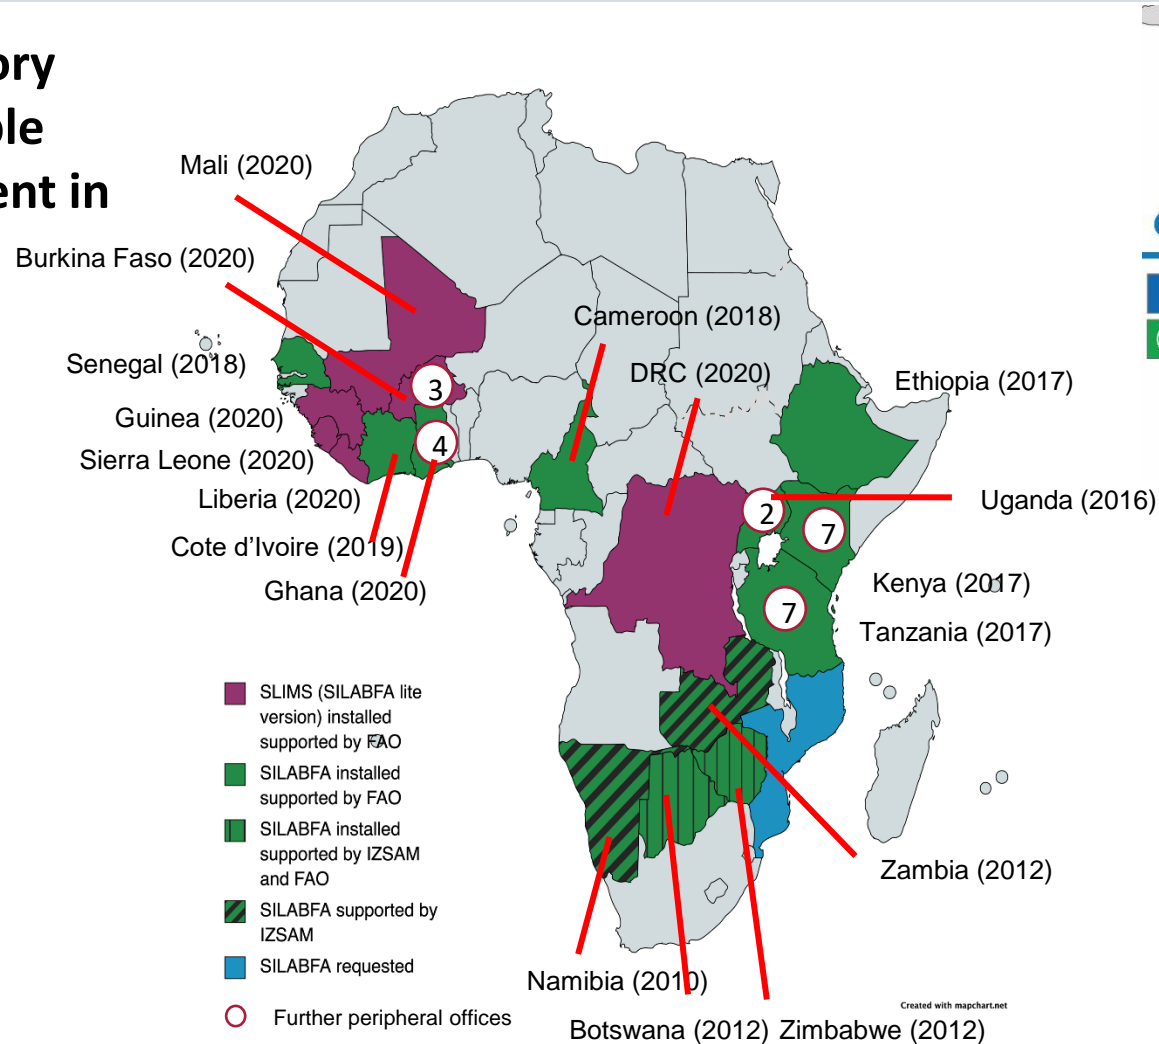 ory
ple
ent in
Mali (2020)
Burkina Faso (2020)
Cameroon (2018)
Senegal (2018)
DRC (2020)
Ethiopia (2017)
3
Guinea (2020)
4
Sierra Leone (2020)
Liberia (2020)
Uganda (2016)
2
7
Cote d’Ivoire (2019)
Ghana (2020)
Kenya (2017)
7
Tanzania (2017)
SLIMS (SILABFA lite
version) installed
supported by FAO
SILABFA installed
supported by FAO
SILABFA installed
supported by IZSAM
and FAO
SILABFA supported by
IZSAM
SILABFA requested
Further peripheral offices
Zambia (2012)
Namibia (2010)
Botswana (2012)
Zimbabwe (2012)
Created with mapchart.net